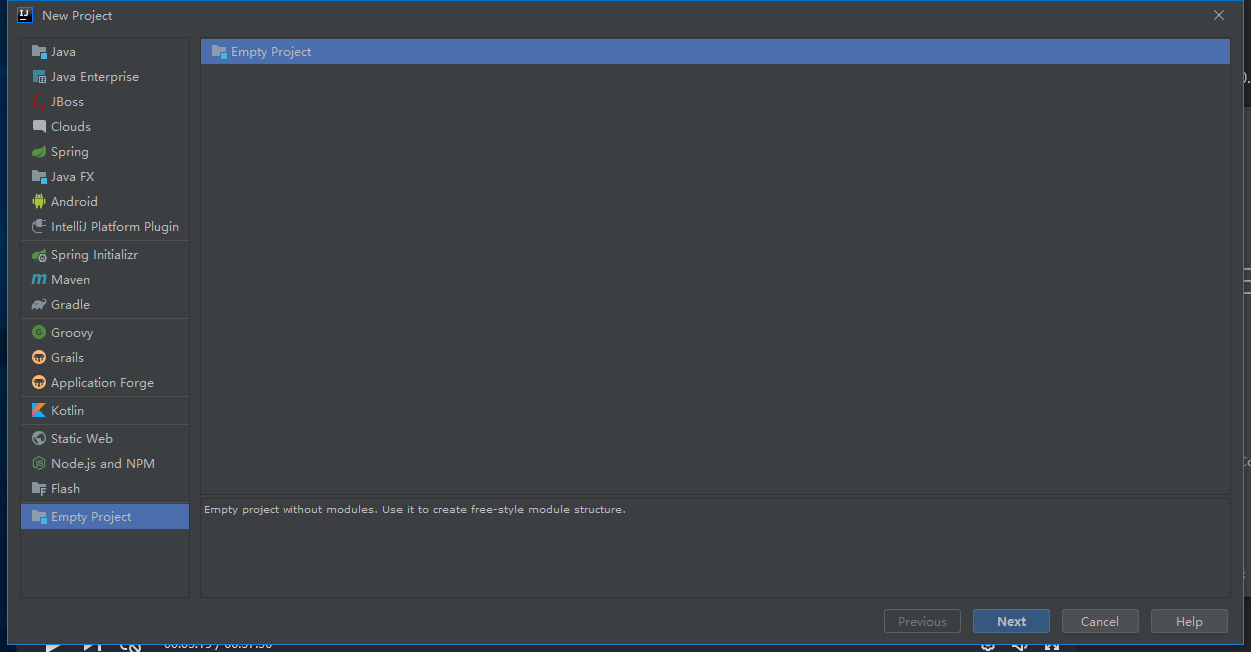 New Project
Java
Java Enterprise
JBoss
Clouds
Spring
Java FX
Android
IntelliJ Platform Plugin
Spring Initializr
Maven
Gradle
Groovy
Grails
Application Forge
Kotlin
Static Web
Node.js and NPM
Flash
Empty Project
Empty Project
Empty project without modules. Use it to create free-style module structure.
Previous
Next
Cancel
Help